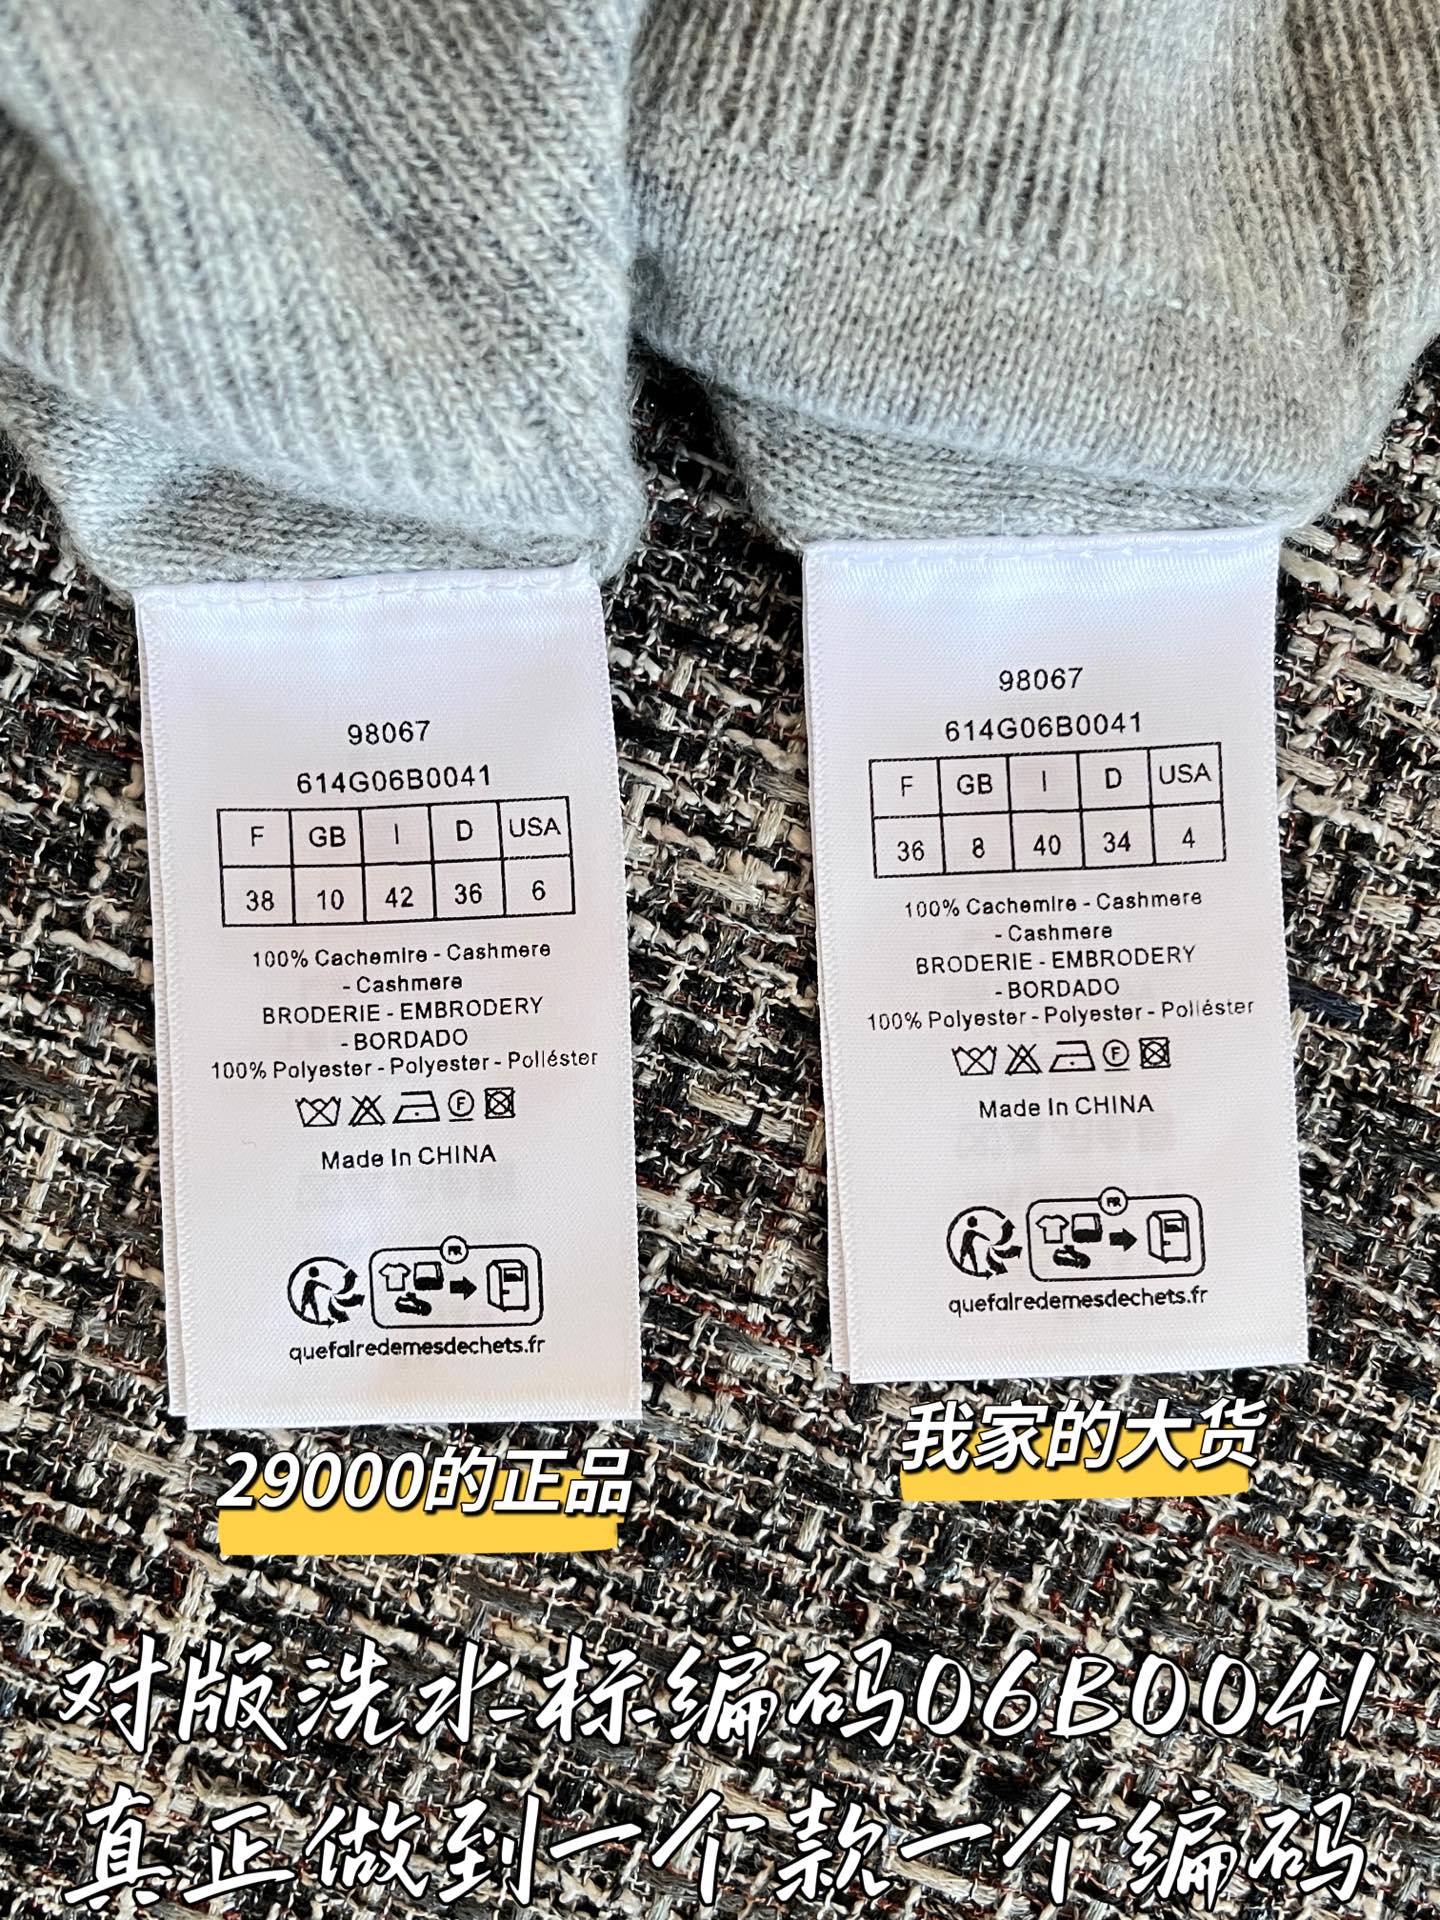 98067
614G06B0041
F GB I D USA
38 10 42 36 6
100% Cachemire - Cashmere
- Cashmere
BRODERIE - EMBRODERY
- BORDADO
100% Polyester - Polyester - Poliéster
F
Made In CHINA
FR
quefairedemesdechets.fr
29000的正品
98067
614G06B0041
F GB I D USA
36 8 40 34 4
100% Cachemire - Cashmere
- Cashmere
BRODERIE - EMBRODERY
- BORDADO
100% Polyester - Polyester - Poliéster
F
Made In CHINA
FR
quefairedemesdechets.fr
我家的大货
对版洗水标编码06B0041
真正做到一个款一个编码